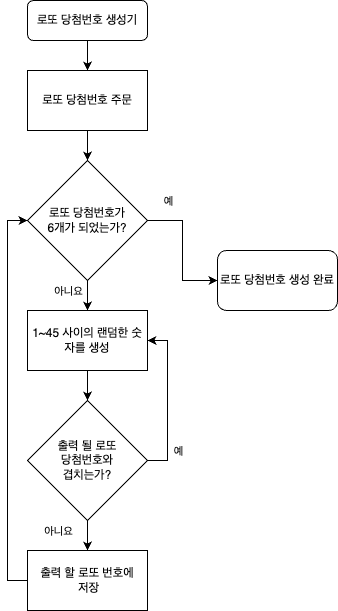 로또 당첨번호 생성기
로또 당첨번호 주문
로또 당첨번호가
6개가 되었는가?
예
로또 당첨번호 생성 완료
아니요
1~45 사이의 랜덤한 숫
자를 생성
출력 될 로또
당첨번호와
겹치는가?
예
아니요
출력 할 로또 번호에
저장